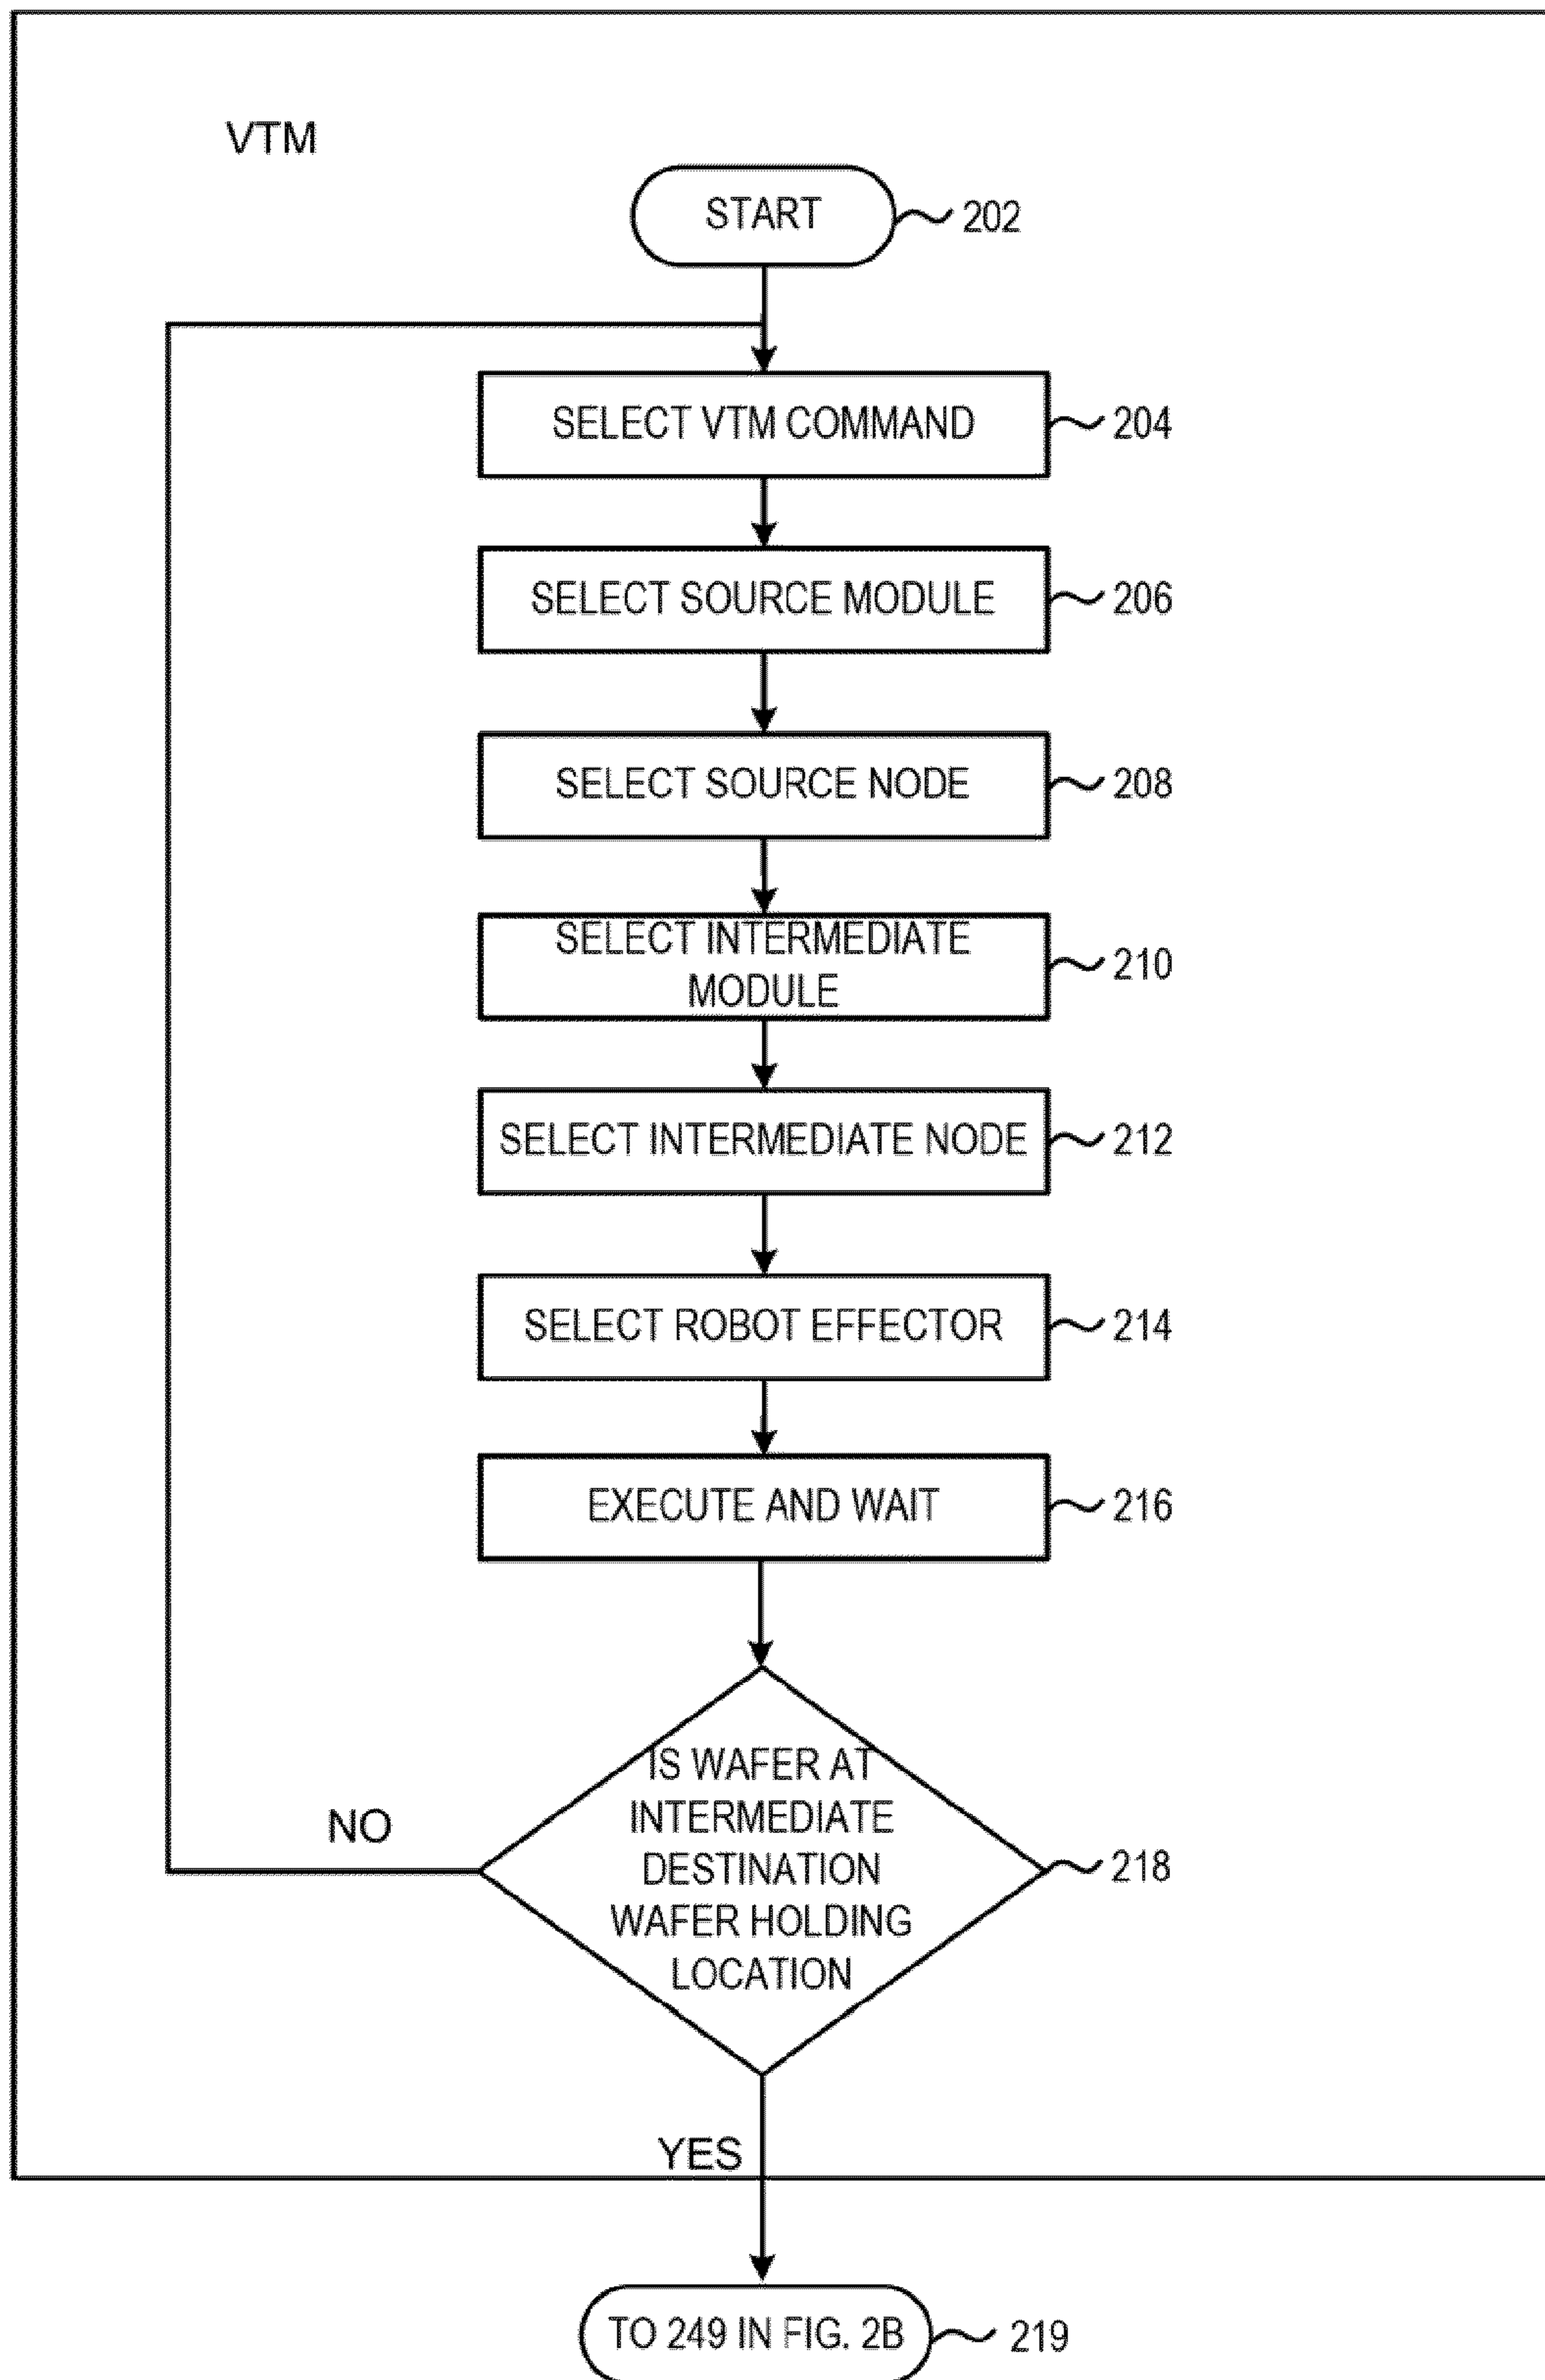 VTM
START
202
SELECT VTM COMMAND
204
SELECT SOURCE MODULE
206
SELECT SOURCE NODE
208
SELECT INTERMEDIATE
MODULE
210
SELECT INTERMEDIATE NODE
212
SELECT ROBOT EFFECTOR
214
EXECUTE AND WAIT
216
IS WAFER AT
INTERMEDIATE
DESTINATION
WAFER HOLDING
LOCATION
218
NO
YES
TO 249 IN FIG. 2B
219